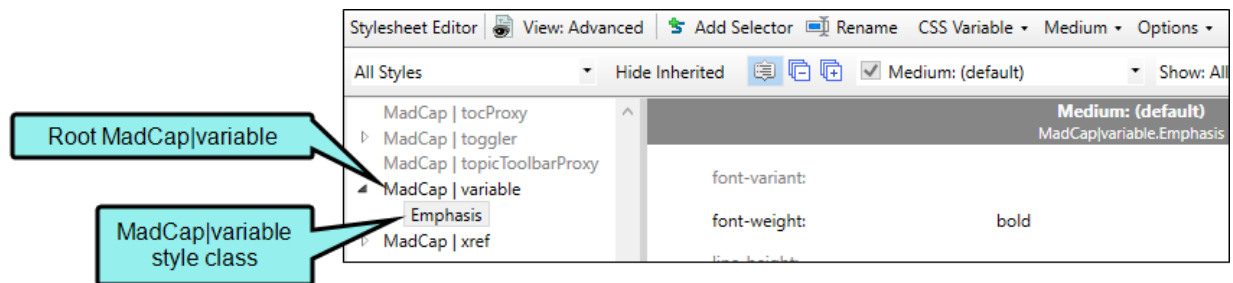 Stylesheet Editor View: Advanced Add Selector Rename CSS Variable Medium Options
All Styles Hide Inherited Medium: (default) Show: All
MadCap | tocProxy
MadCap | toggler
MadCap | topicToolbarProxy
MadCap | variable
Emphasis
MadCap | xref
Medium: (default)
MadCap|variable.Emphasis
font-variant:
font-weight: bold
line-height:
Root MadCap|variable
MadCap|variable
style class